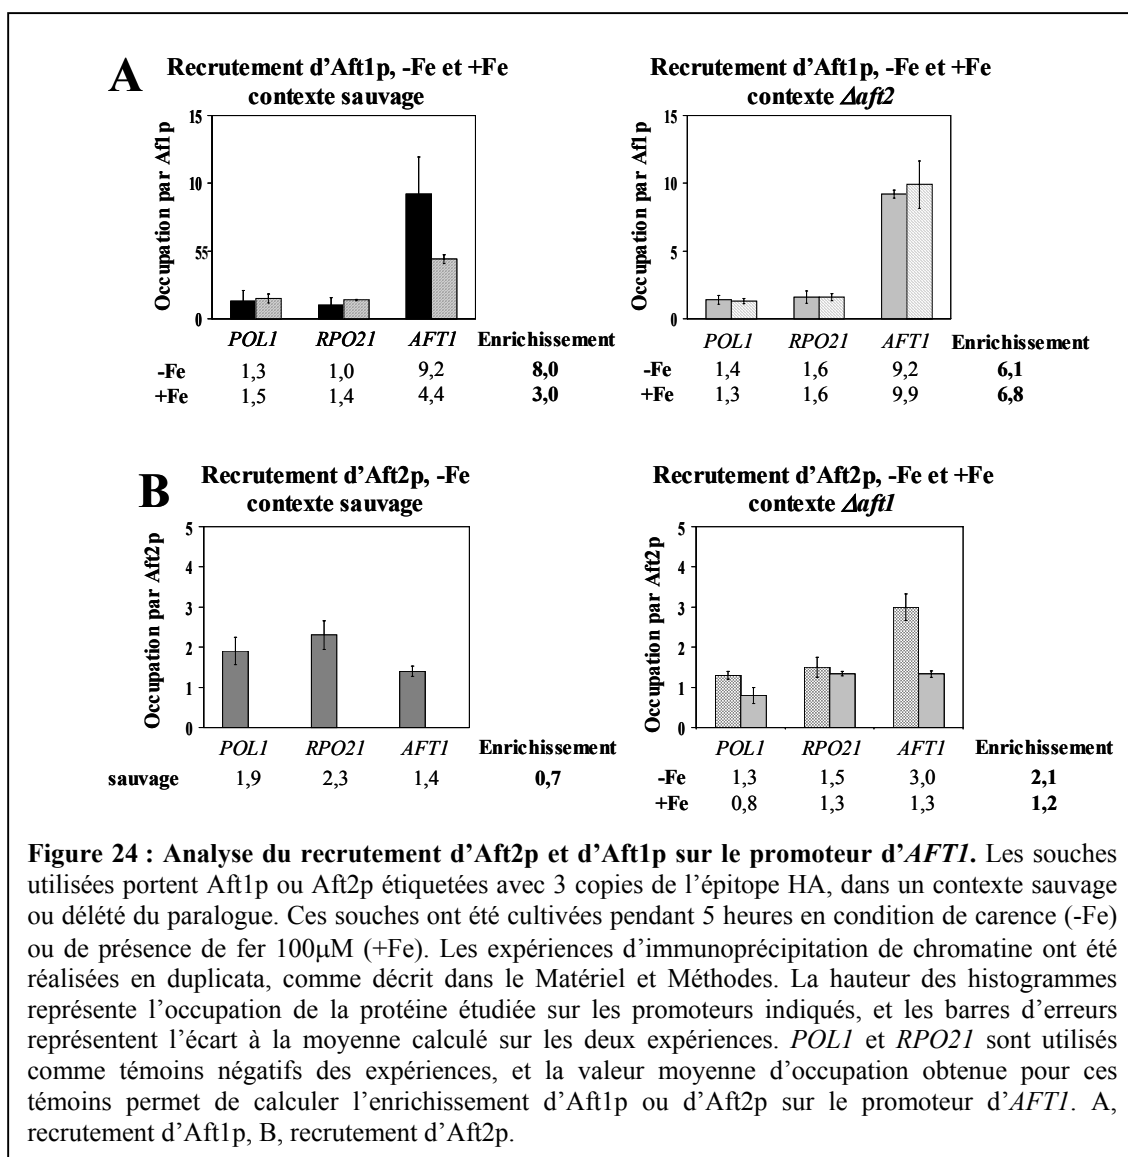 A
Recrutement d'Aft1p, -Fe et +Fe
contexte sauvage
Occupation par Af1p
15
10
55
0
POL1 RPO21 AFT1 Enrichissement
-Fe 1,3 1,0 9,2 8,0
+Fe 1,5 1,4 4,4 3,0
Recrutement d'Aft1p, -Fe et +Fe
contexte Δaft2
Occupation par Af1p
15
10
5
0
POL1 RPO21 AFT1 Enrichissement
-Fe 1,4 1,6 9,2 6,1
+Fe 1,3 1,6 9,9 6,8
B
Recrutement d'Aft2p, -Fe
contexte sauvage
Occupation par Aft2p
5
4
3
2
1
0
POL1 RPO21 AFT1 Enrichissement
sauvage 1,9 2,3 1,4 0,7
Recrutement d'Aft2p, -Fe et +Fe
contexte Δaft1
Occupation par Aft2p
5
4
3
2
1
0
POL1 RPO21 AFT1 Enrichissement
-Fe 1,3 1,5 3,0 2,1
+Fe 0,8 1,3 1,3 1,2
Figure 24 : Analyse du recrutement d'Aft2p et d'Aft1p sur le promoteur d'AFT1. Les souches
utilisées portent Aft1p ou Aft2p étiquetées avec 3 copies de l'épitope HA, dans un contexte sauvage
ou délété du paralogue. Ces souches ont été cultivées pendant 5 heures en condition de carence (-Fe)
ou de présence de fer 100µM (+Fe). Les expériences d'immunoprécipitation de chromatine ont été
réalisées en duplicata, comme décrit dans le Matériel et Méthodes. La hauteur des histogrammes
représente l'occupation de la protéine étudiée sur les promoteurs indiqués, et les barres d'erreurs
représentent l'écart à la moyenne calculé sur les deux expériences. POL1 et RPO21 sont utilisés
comme témoins négatifs des expériences, et la valeur moyenne d'occupation obtenue pour ces
témoins permet de calculer l'enrichissement d'Aft1p ou d'Aft2p sur le promoteur d'AFT1. A,
recrutement d'Aft1p, B, recrutement d'Aft2p.